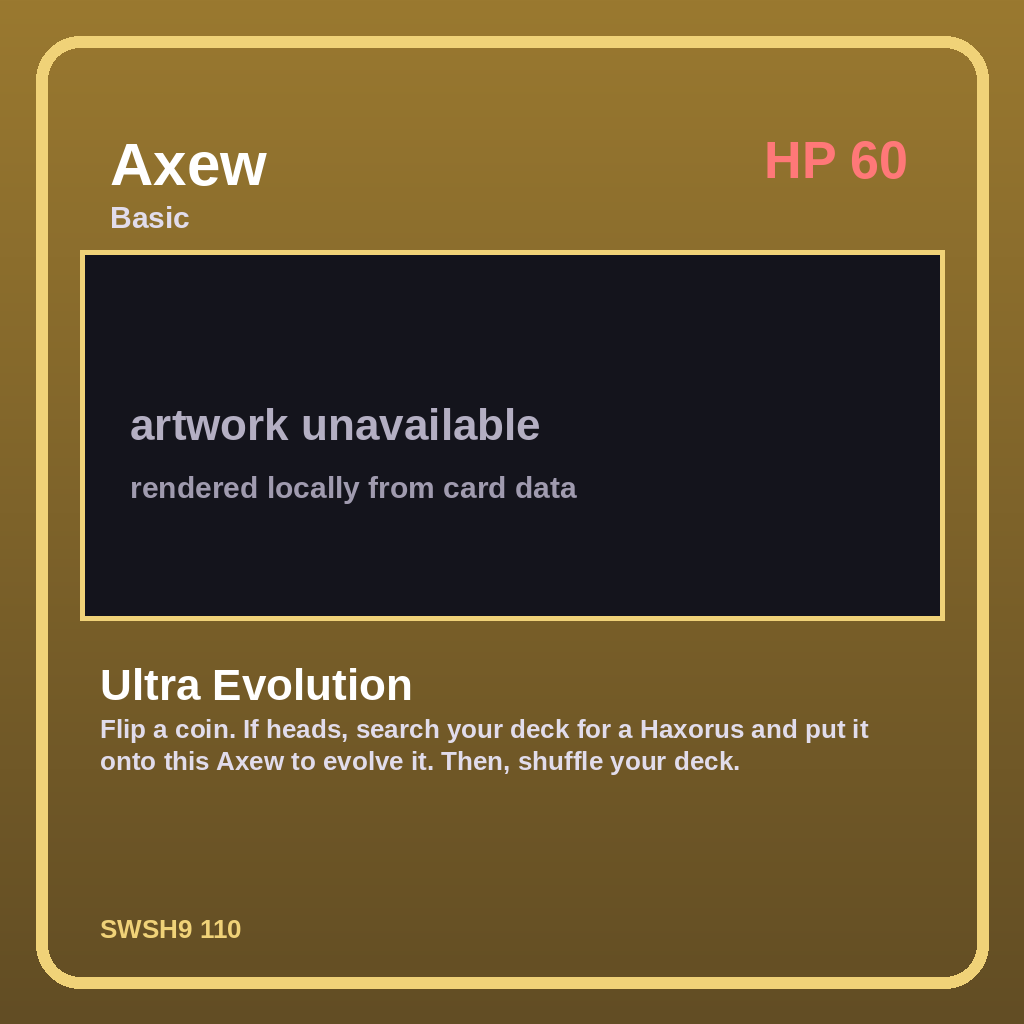 Axew
HP 60
Basic
artwork unavailable
rendered locally from card data
Ultra Evolution
Flip a coin. If heads, search your deck for a Haxorus and put it
onto this Axew to evolve it. Then, shuffle your deck.
SWSH9 110